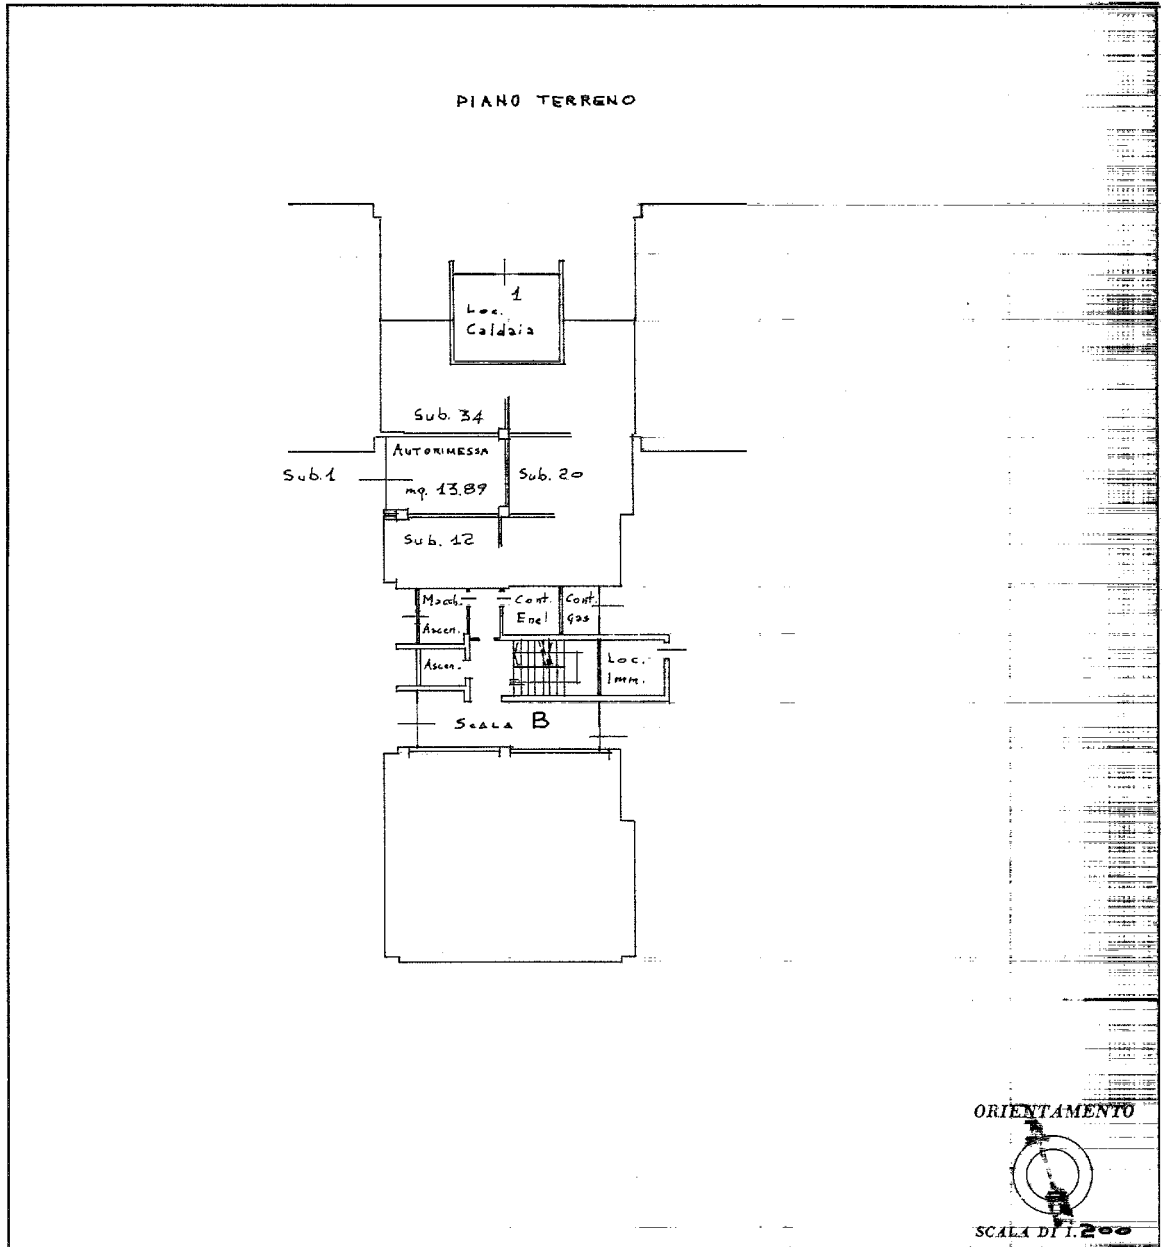 PIANO TERRENO
1
Loc.
Caldaia
Sub. 34
AUTORIMESSA
Sub. 1
Sub. 20
mq. 13.89
Sub. 12
Macch.
Ascen.
Cont.
Enel
Cont.
gas
Ascen.
Loc.
Imm.
SCALA B
ORIENTAMENTO
SCALA DI 1.200